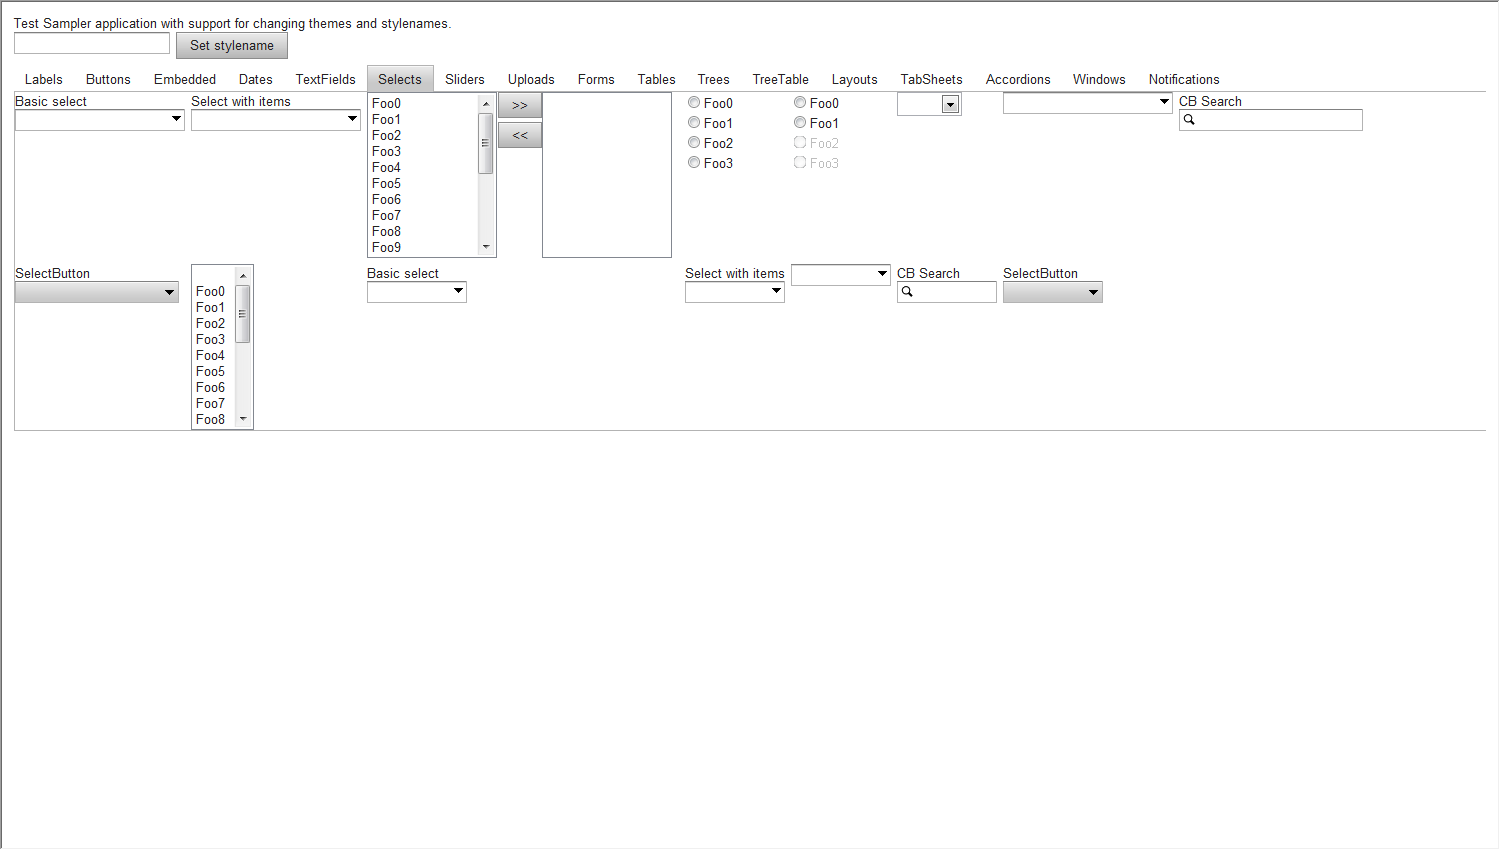 Test Sampler application with support for changing themes and stylenames.
Set stylename
Labels Buttons Embedded Dates TextFields Selects Sliders Uploads Forms Tables Trees TreeTable Layouts TabSheets Accordions Windows Notifications
Basic select
Select with items
Foo0
Foo1
Foo2
Foo3
Foo4
Foo5
Foo6
Foo7
Foo8
Foo9
>>
<<
Foo0
Foo1
Foo2
Foo3
Foo0
Foo1
Foo2
Foo3
CB Search
SelectButton
Foo0
Foo1
Foo2
Foo3
Foo4
Foo5
Foo6
Foo7
Foo8
Basic select
Select with items
CB Search
SelectButton